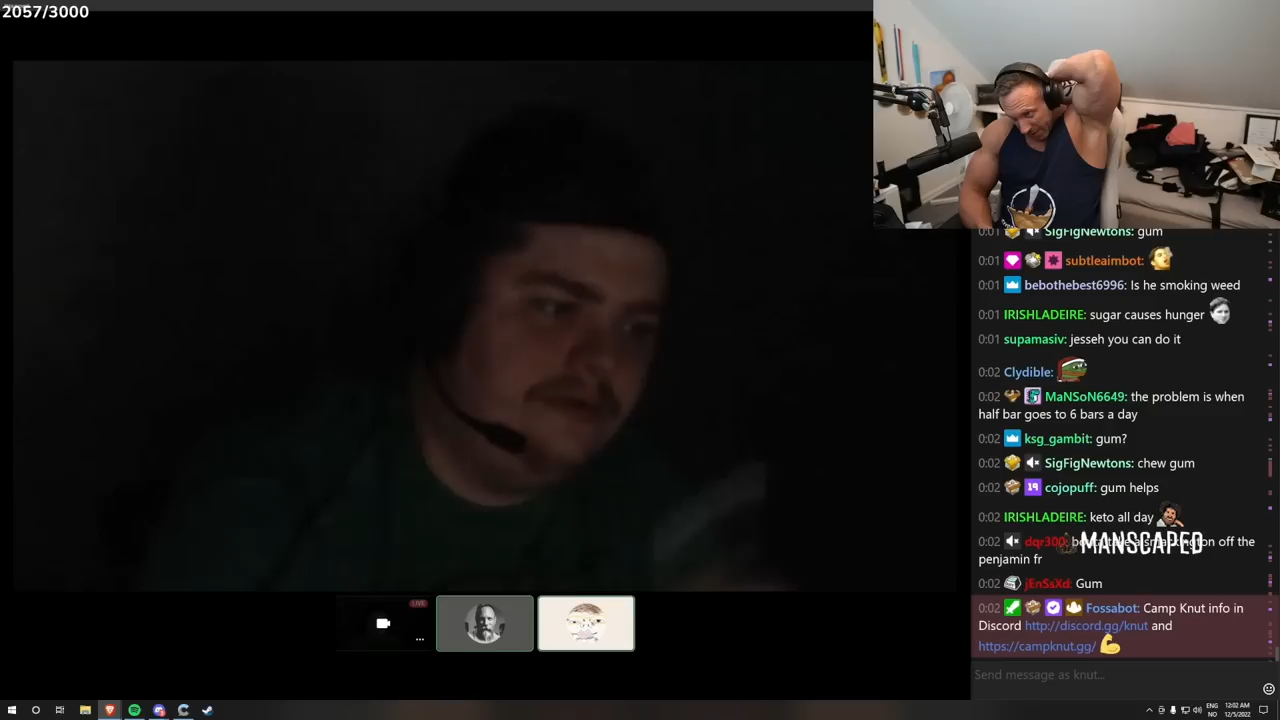 2057/3000
0:01 SigFigNewtons: gum
0:01 subtleaimbot:
0:01 bebothebest6996: Is he smoking weed
0:01 IRISHLADEIRE: sugar causes hunger
0:01 supamasiv: jesseh you can do it
0:02 Clydible:
0:02 MaNSoN6649: the problem is when
half bar goes to 6 bars a day
0:02 ksg_gambit: gum?
0:02 SigFigNewtons: chew gum
0:02 19 cojopuff: gum helps
0:02 IRISHLADEIRE: keto all day
0:02 dqr300: off the
MANSCAPED
penjamin fr
0:02 jEnSsXd: Gum
0:02 Fossabot: Camp Knut info in
Discord http://discord.gg/knut and
https://campknut.gg/
LIVE
...
Send message as knut...
ENG
NO
12:02 AM
12/5/2022